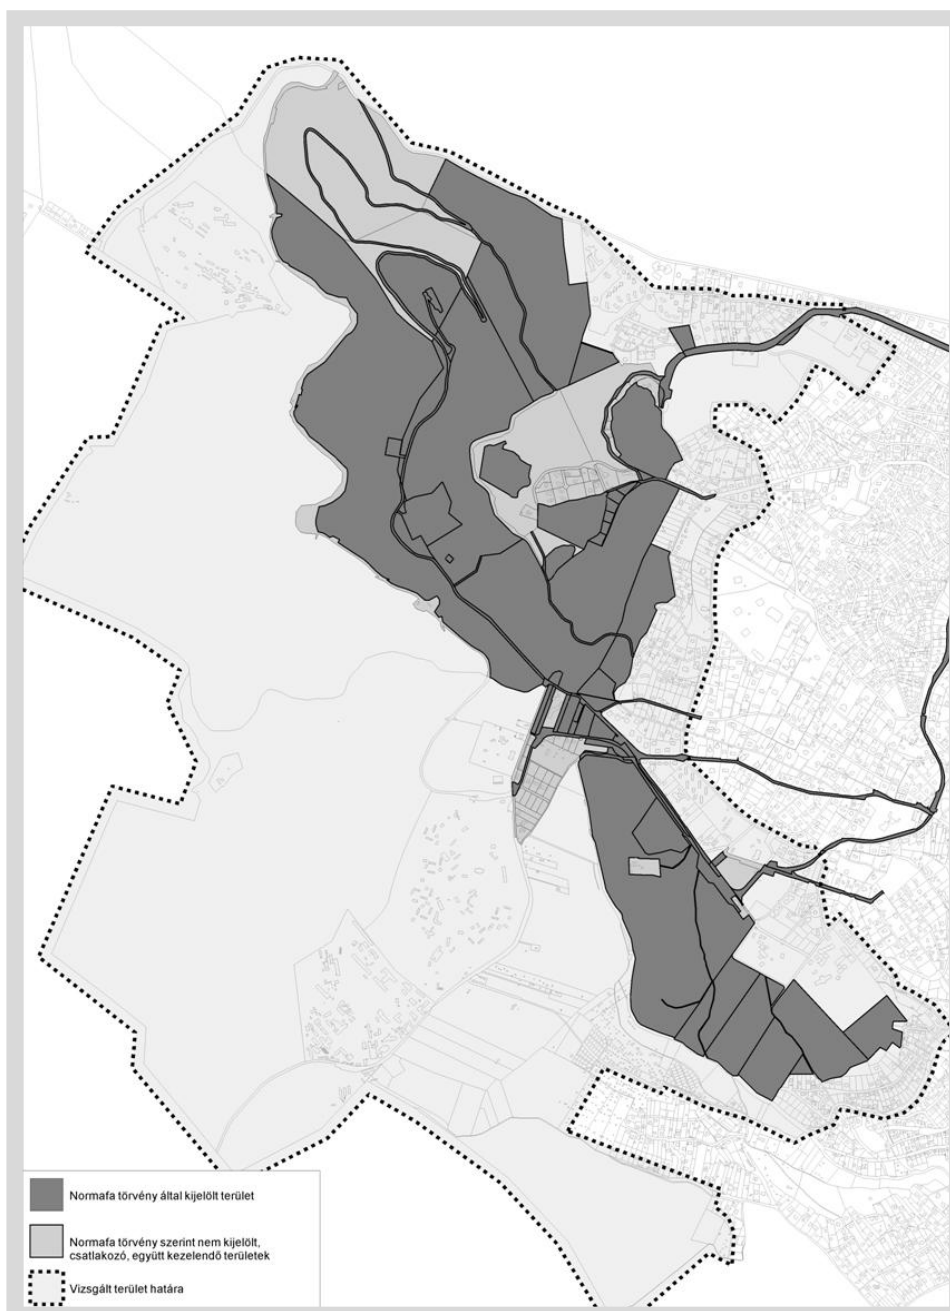 Normafa törvény által kijelölt terület
Normafa törvény szerint nem kijelölt,
csatlakozó, együtt kezelendő területek
Vizsgált terület határa